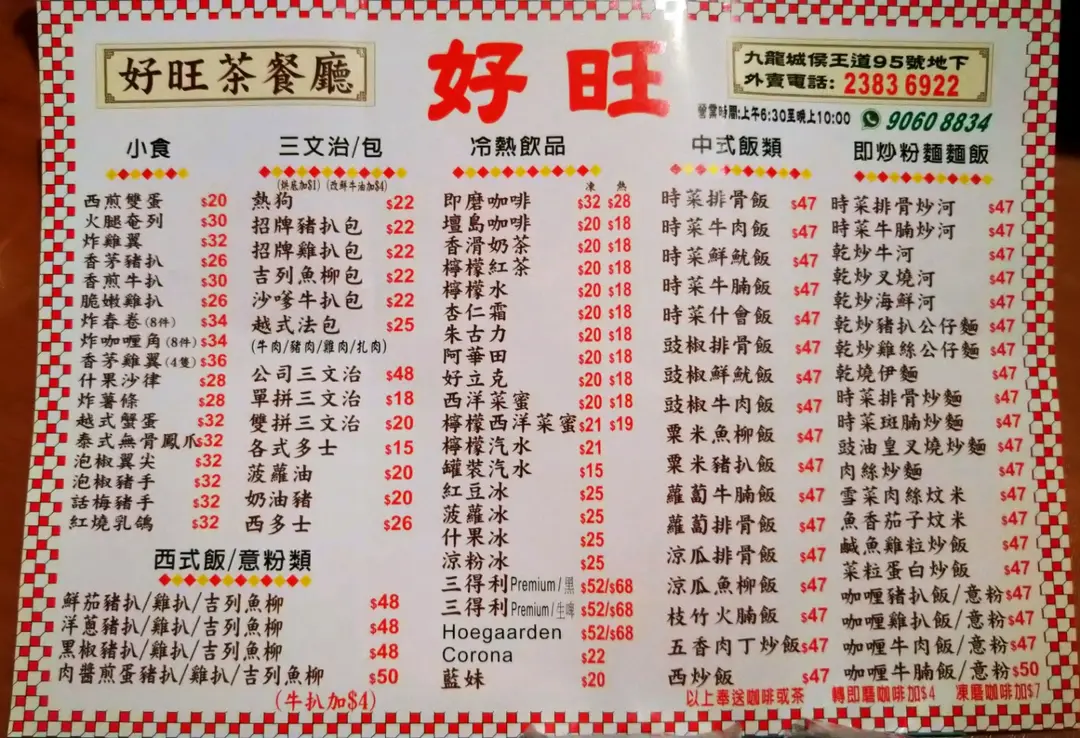 好旺茶餐廳
好旺
九龍城侯王道95號地下
外賣電話: 2383 6922
營業時間:上午6:30至晚上10:00 9060 8834
小食
西煎雙蛋 $20
火腿奄列 $30
炸雞翼 $32
香茅豬扒 $26
香煎牛扒 $30
脆嫩雞扒 $26
炸春卷(8件) $34
炸咖喱角(8件) $34
香茅雞翼(4隻) $36
什果沙律 $28
炸薯條 $28
越式蟹蛋 $32
泰式無骨鳳爪 $32
泡椒翼尖 $32
泡椒豬手 $32
話梅豬手 $32
紅燒乳鴿 $32
三文治/包
(烘底加$1) (改鮮牛油加$4)
熱狗 $22
招牌豬扒包 $22
招牌雞扒包 $22
吉列魚柳包 $22
沙嗲牛扒包 $22
越式法包 $25
(牛肉/豬肉/雞肉/扎肉)
公司三文治 $48
單拼三文治 $18
雙拼三文治 $20
各式多士 $15
菠蘿油 $20
奶油豬 $20
西多士 $26
西式飯/意粉類
鮮茄豬扒/雞扒/吉列魚柳 $48
洋蔥豬扒/雞扒/吉列魚柳 $48
黑椒豬扒/雞扒/吉列魚柳 $48
肉醬煎蛋豬扒/雞扒/吉列魚柳 $50
(牛扒加$4)
冷熱飲品
凍 熱
即磨咖啡 $32 $28
壇島咖啡 $20 $18
香滑奶茶 $20 $18
檸檬紅茶 $20 $18
檸檬水 $20 $18
杏仁霜 $20 $18
朱古力 $20 $18
阿華田 $20 $18
好立克 $20 $18
西洋菜蜜 $20 $18
檸檬西洋菜蜜 $21 $19
檸檬汽水 $21
罐裝汽水 $15
紅豆冰 $25
菠蘿冰 $25
什果冰 $25
涼粉冰 $25
三得利 Premium/黑 $52/$68
三得利 Premium/生啤 $52/$68
Hoegaarden $52/$68
Corona $22
藍妹 $20
中式飯類
時菜排骨飯 $47
時菜牛肉飯 $47
時菜鮮魷飯 $47
時菜牛腩飯 $47
時菜什會飯 $47
豉椒排骨飯 $47
豉椒鮮魷飯 $47
豉椒牛肉飯 $47
粟米魚柳飯 $47
粟米豬扒飯 $47
蘿蔔牛腩飯 $47
蘿蔔排骨飯 $47
涼瓜排骨飯 $47
涼瓜魚柳飯 $47
枝竹火腩飯 $47
五香肉丁炒飯 $47
西炒飯 $47
即炒粉麵麵飯
時菜排骨炒河 $47
時菜牛腩炒河 $47
乾炒牛河 $47
乾炒叉燒河 $47
乾炒海鮮河 $47
乾炒豬扒公仔麵 $47
乾炒雞絲公仔麵 $47
乾燒伊麵 $47
時菜排骨炒麵 $47
時菜斑腩炒麵 $47
豉油皇叉燒炒麵 $47
肉絲炒麵 $47
雪菜肉絲炆米 $47
魚香茄子炆米 $47
鹹魚雞粒炒飯 $47
菜粒蛋白炒飯 $47
咖喱豬扒飯/意粉 $47
咖喱雞扒飯/意粉 $47
咖喱牛肉飯/意粉 $47
咖喱牛腩飯/意粉 $50
以上奉送咖啡或茶 轉即磨咖啡加$4 凍磨咖啡加$7